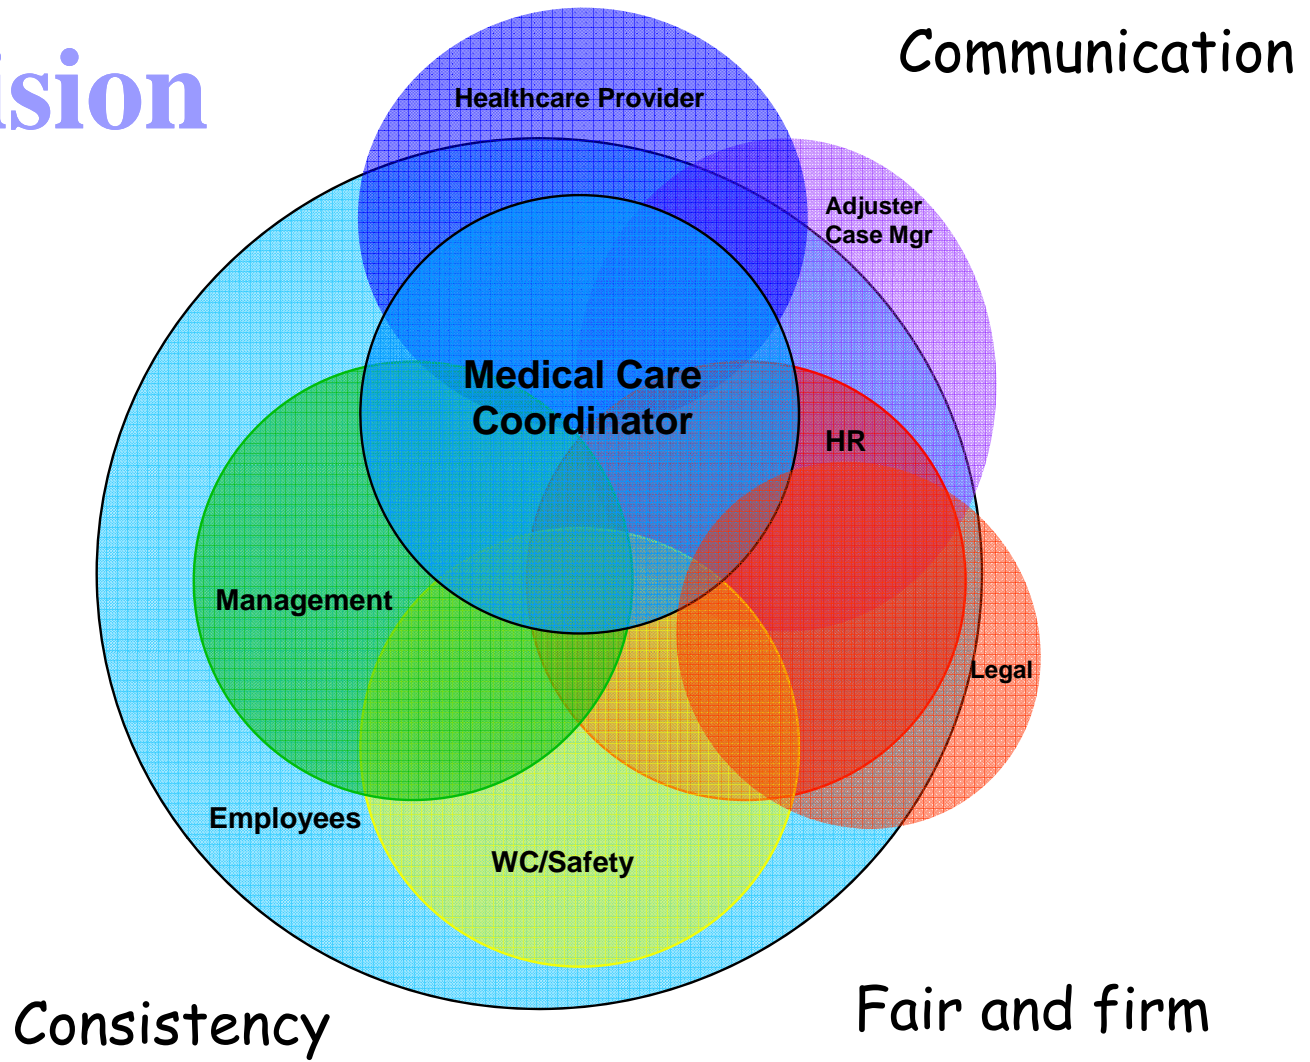 Communication
ision
Healthcare Provider
Adjuster
Case Mgr
Medical Care
Coordinator
HR
Management
Legal
Employees
WC/Safety
Consistency
Fair and firm